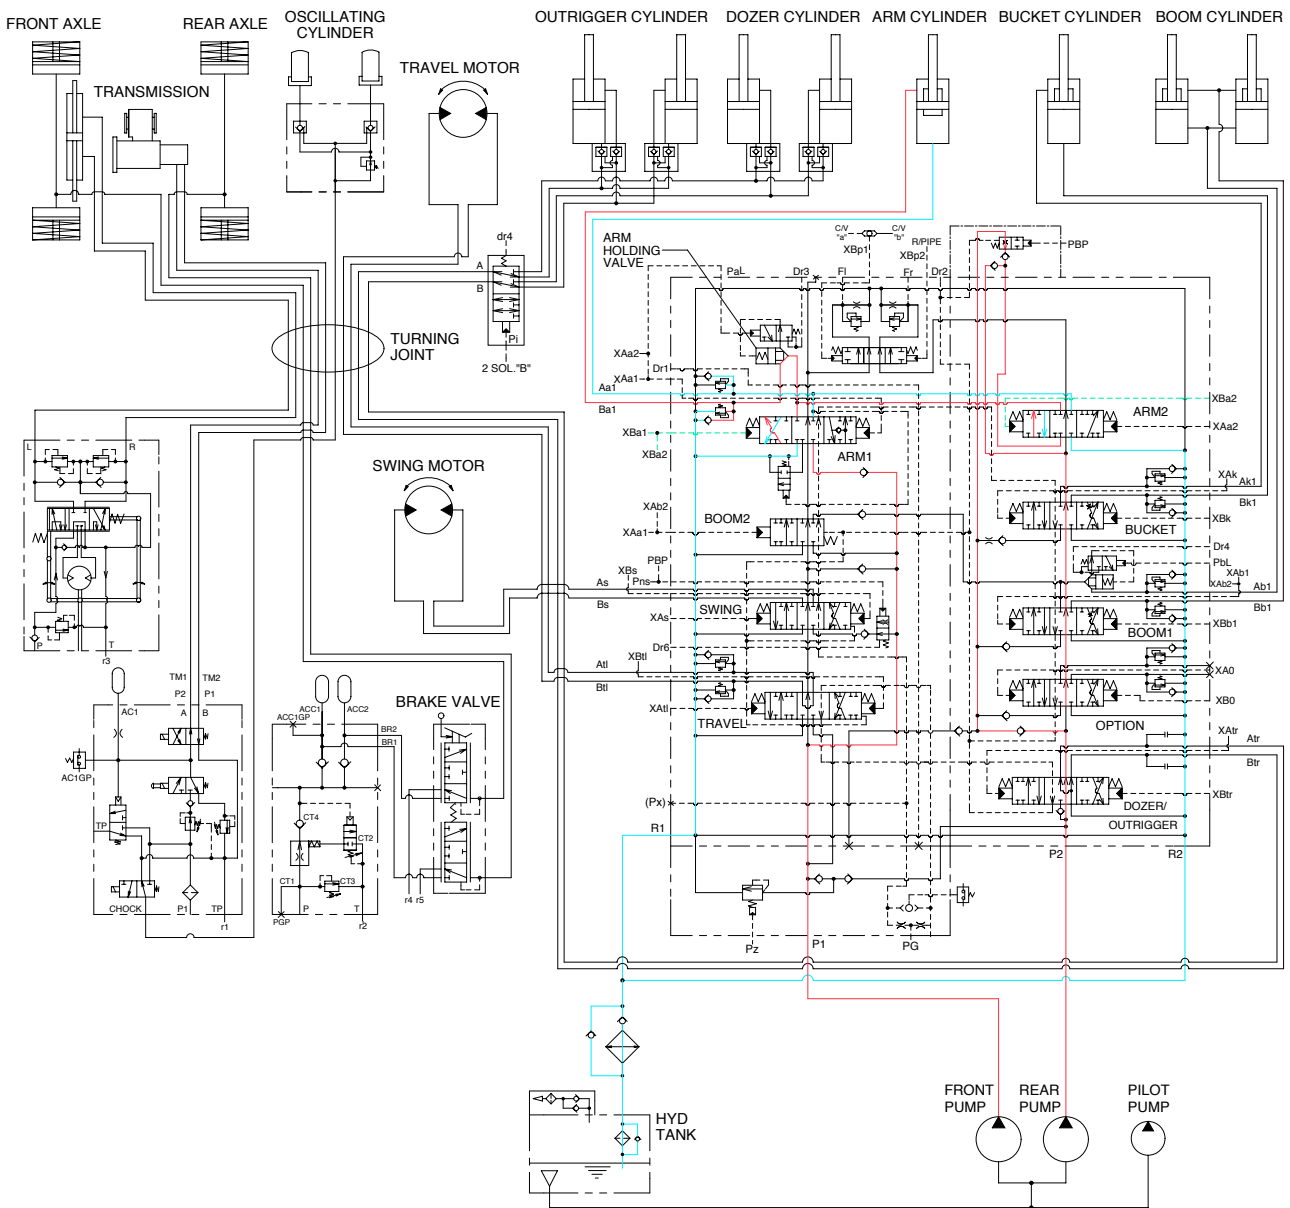 FRONT AXLE
REAR AXLE
OSCILLATING
CYLINDER
TRAVEL MOTOR
OUTRIGGER CYLINDER
DOZER CYLINDER
ARM CYLINDER
BUCKET CYLINDER
BOOM CYLINDER
TRANSMISSION
dr4
A
B
Pi
2 SOL."B"
TURNING
JOINT
ARM
HOLDING
VALVE
C/V
"a"
C/V
"b"
XBp1
R/PIPE
XBp2
PBP
PaL
Dr3
Fl
Fr
Dr2
XAa2
Dr1
XAa1
Aa1
Ba1
XBa1
XBa2
ARM1
XBa2
ARM2
XAa2
L
R
P
T
r3
SWING MOTOR
XAb2
BOOM2
XAa1
PBP
XBs
Pns
As
Bs
SWING
XAs
Dr6
XBtl
Atl
Btl
XAtl
TRAVEL
XAk
Ak1
Bk1
XBk
BUCKET
Dr4
PbL
XAb1
XAb2
Ab1
Bb1
XBb1
BOOM1
XA0
XB0
OPTION
XAtr
Atr
Btr
XBtr
DOZER/
OUTRIGGER
TM1
TM2
P2
P1
AC1
A
B
AC1GP
TP
CHOCK
P1
TP
r1
ACC1
ACC2
ACC1GP
BR2
BR1
CT4
CT2
CT1
CT3
PGP
P
T
r2
BRAKE VALVE
r4
r5
(Px)
R1
P2
R2
Pz
P1
PG
HYD
TANK
FRONT
PUMP
REAR
PUMP
PILOT
PUMP